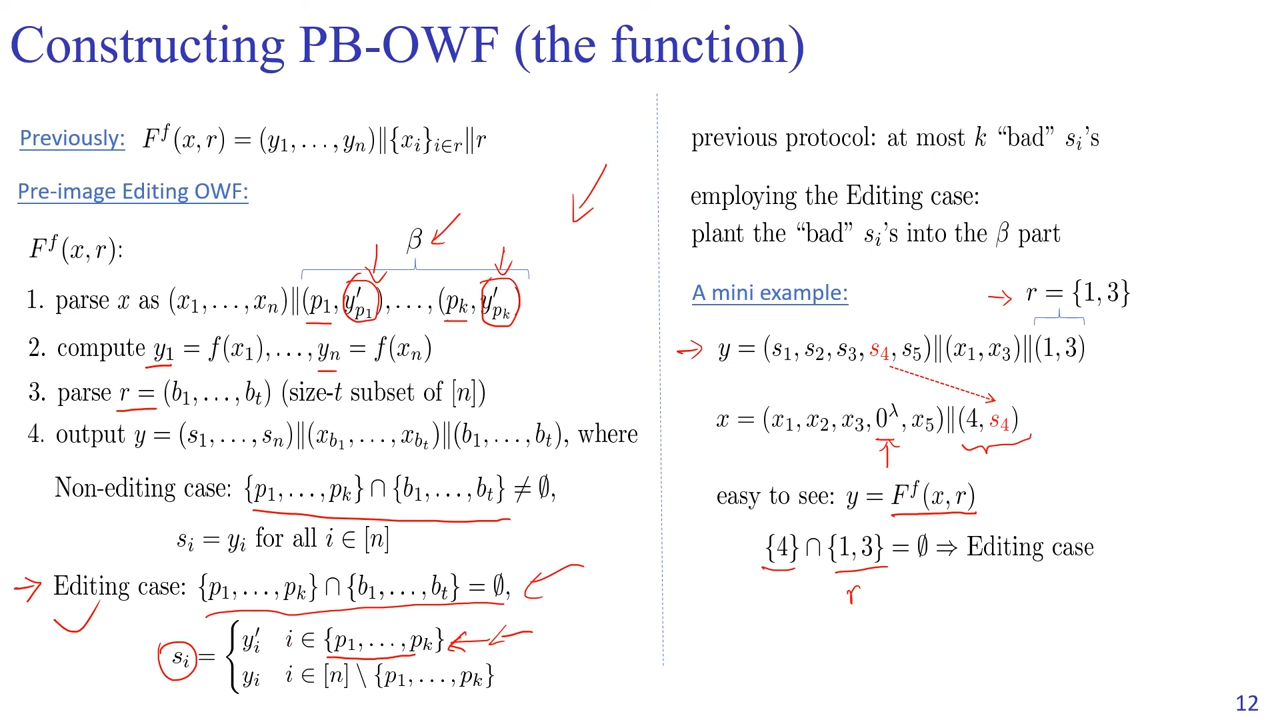 Constructing PB-OWF (the function)
Previously: F^f(x, r) = (y_1, . . . , y_n)‖{x_i}_{i∈r}‖r
Pre-image Editing OWF:
F^f(x, r):
β
1. parse x as (x_1, . . . , x_n)‖(p_1, y'_{p_1}), . . . , (p_k, y'_{p_k})
2. compute y_1 = f(x_1), . . . , y_n = f(x_n)
3. parse r = (b_1, . . . , b_t) (size-t subset of [n])
4. output y = (s_1, . . . , s_n)‖(x_{b_1}, . . . , x_{b_t})‖(b_1, . . . , b_t), where
Non-editing case: {p_1, . . . , p_k} ∩ {b_1, . . . , b_t} ≠ ∅,
s_i = y_i for all i ∈ [n]
Editing case: {p_1, . . . , p_k} ∩ {b_1, . . . , b_t} = ∅,
s_i = { y'_i i ∈ {p_1, . . . , p_k}
y_i i ∈ [n] \ {p_1, . . . , p_k}
previous protocol: at most k “bad” s_i’s
employing the Editing case:
plant the “bad” s_i’s into the β part
A mini example:
r = {1, 3}
y = (s_1, s_2, s_3, s_4, s_5)‖(x_1, x_3)‖(1, 3)
x = (x_1, x_2, x_3, 0^λ, x_5)‖(4, s_4)
easy to see: y = F^f(x, r)
{4} ∩ {1, 3} = ∅ ⇒ Editing case
r
12